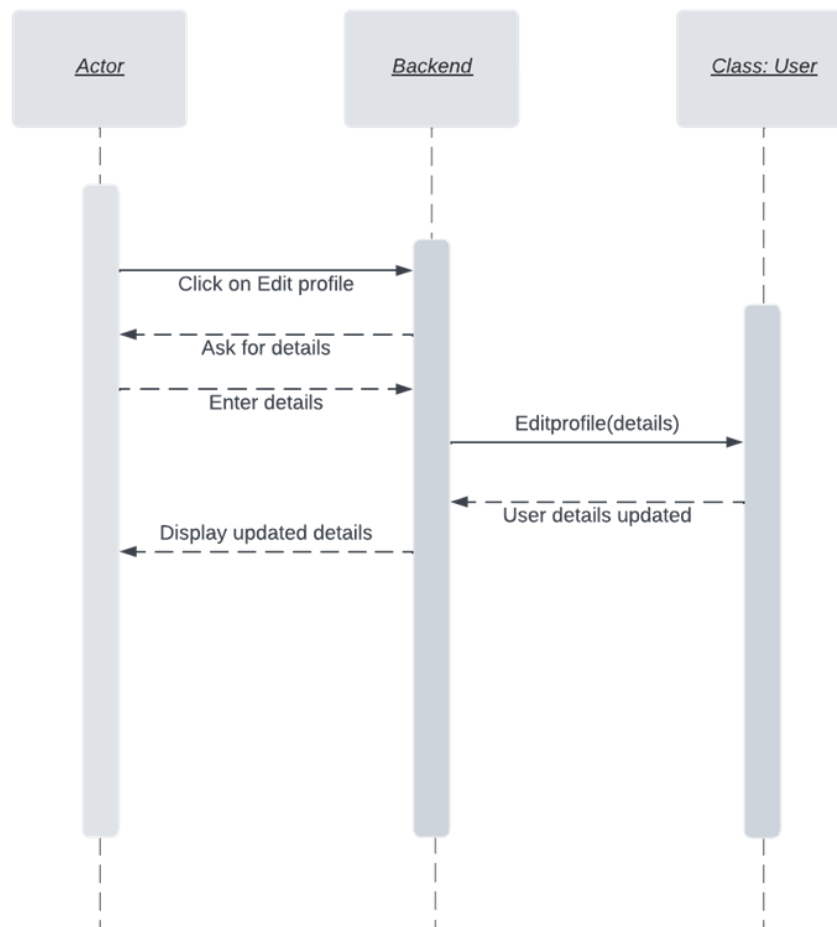 Actor
Backend
Class: User
Click on Edit profile
Ask for details
Enter details
Editprofile(details)
User details updated
Display updated details